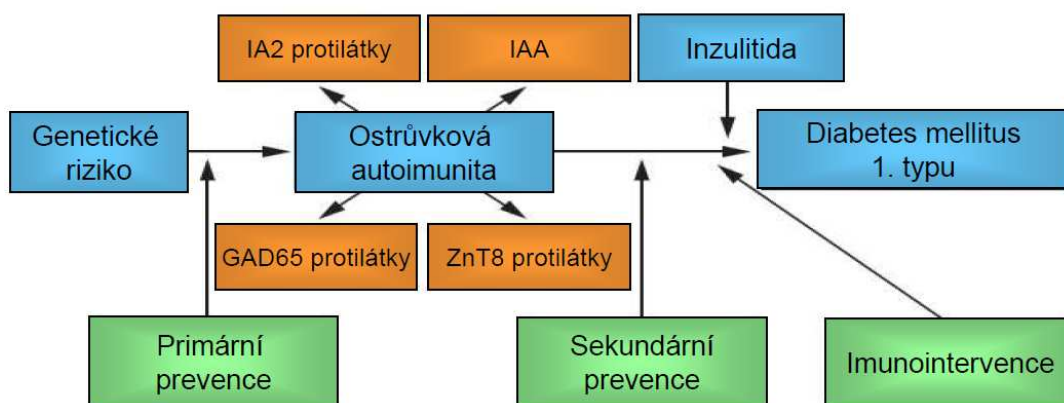 IA2 protilátky
IAA
Inzulitida
Genetické
riziko
Ostrůvková
autoimunita
Diabetes mellitus
1. typu
GAD65 protilátky
ZnT8 protilátky
Primární
prevence
Sekundární
prevence
Imunointervence